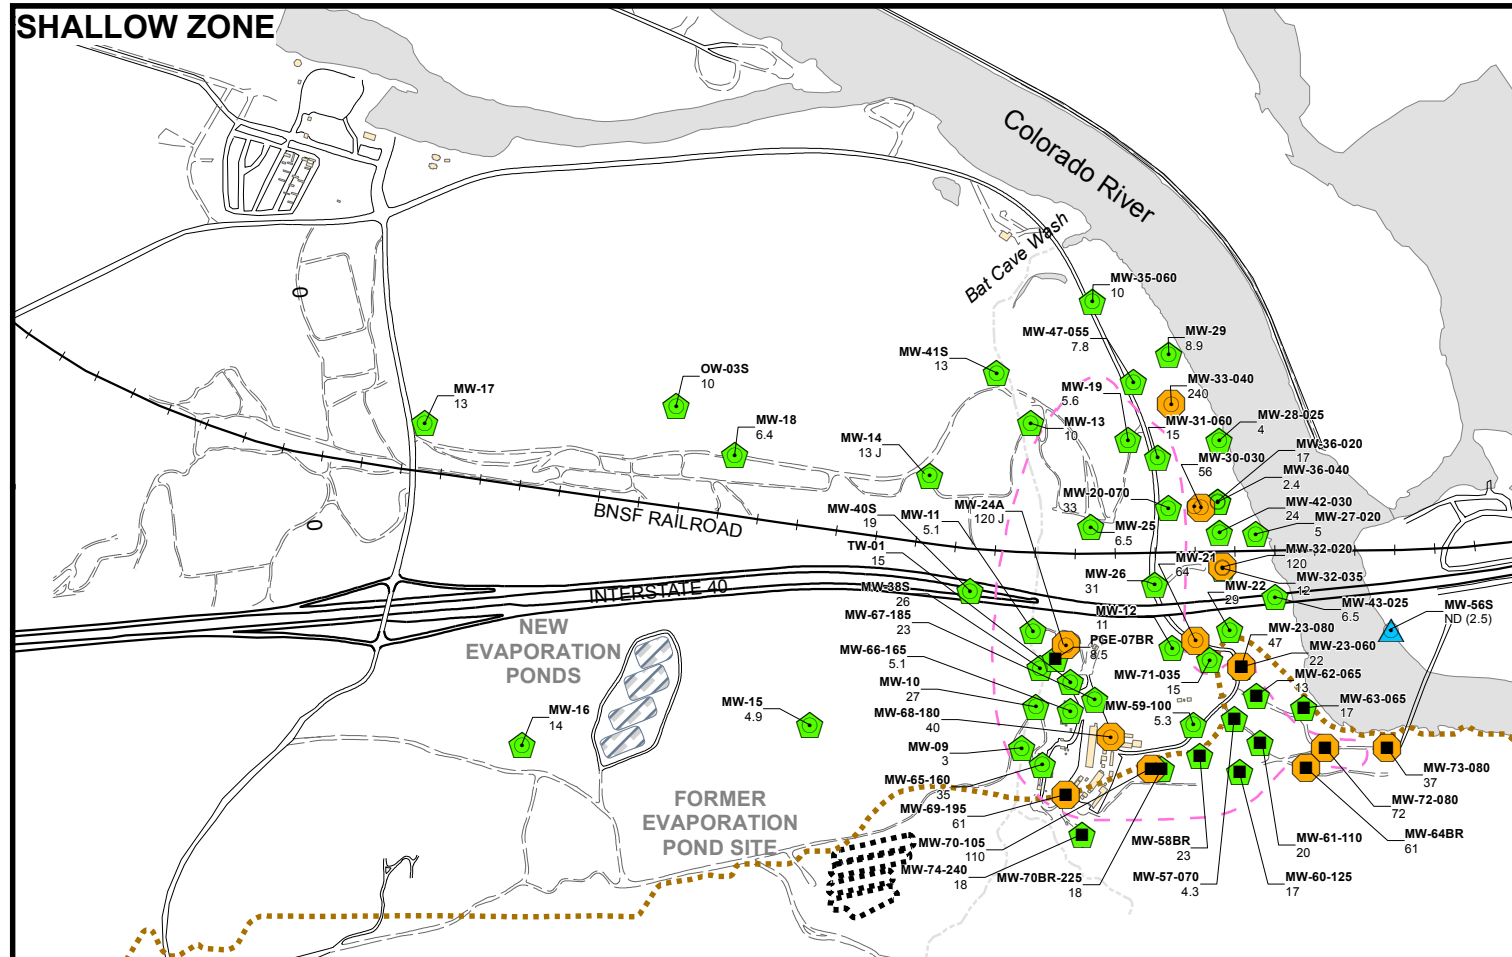 SHALLOW ZONE
Colorado River
Bat Cave Wash
MW-35-060
10
MW-47-055
7.8
MW-29
8.9
MW-41S
13
OW-03S
10
MW-17
13
MW-18
6.4
MW-19
5.6
MW-33-040
240
MW-13
10
MW-31-060
15
MW-28-025
4
MW-14
13 J
MW-30-030
56
MW-36-020
17
MW-36-040
2.4
MW-20-070
33
MW-42-030
24
MW-27-020
5
MW-40S
19
MW-11
5.1
MW-24A
120 J
MW-25
6.5
BNSF RAILROAD
TW-01
15
MW-21
64
MW-32-020
120
MW-26
31
MW-22
29
MW-32-035
12
INTERSTATE 40
MW-38S
26
MW-43-025
6.5
MW-56S
ND (2.5)
MW-67-185
23
MW-12
11
PGE-07BR
8.5
MW-23-080
47
MW-23-060
22
NEW
EVAPORATION
PONDS
MW-66-165
5.1
MW-71-035
15
MW-62-065
13
MW-10
27
MW-63-065
17
MW-15
4.9
MW-16
14
MW-68-180
40
MW-59-100
5.3
MW-09
3
MW-65-160
35
MW-73-080
37
FORMER
EVAPORATION
POND SITE
MW-69-195
61
MW-72-080
72
MW-70-105
110
MW-58BR
23
MW-61-110
20
MW-64BR
61
MW-74-240
18
MW-70BR-225
18
MW-57-070
4.3
MW-60-125
17